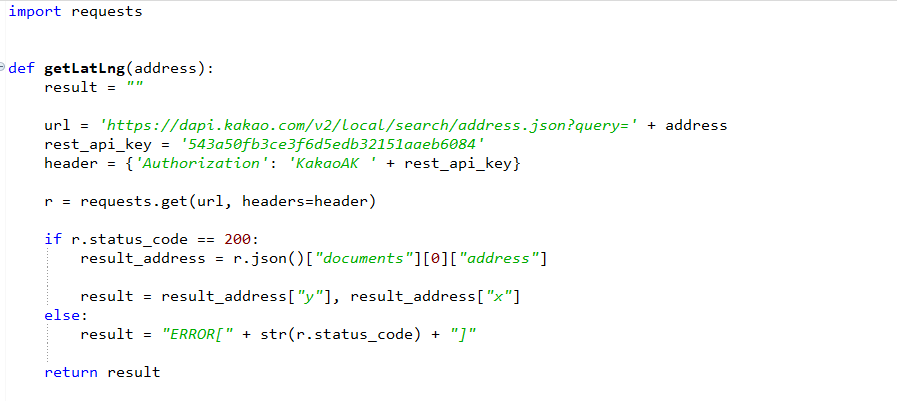 import requests
def getLatLng(address):
result = ""
url = 'https://dapi.kakao.com/v2/local/search/address.json?query=' + address
rest_api_key = '543a50fb3ce3f6d5edb32151aaeb6084'
header = {'Authorization': 'KakaoAK ' + rest_api_key}
r = requests.get(url, headers=header)
if r.status_code == 200:
result_address = r.json()["documents"][0]["address"]
result = result_address["y"], result_address["x"]
else:
result = "ERROR[" + str(r.status_code) + "]"
return result